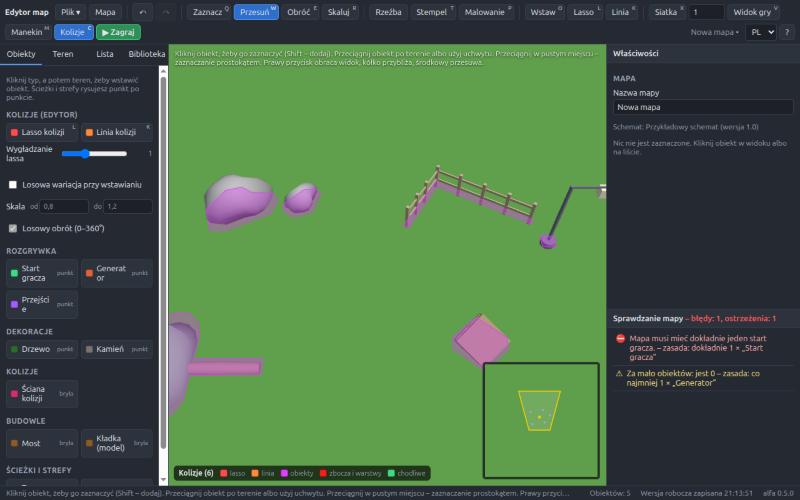 Edytor map
Plik ▾
Mapa
Zaznacz Q
Przesuń W
Obróć E
Skaluj R
Rzeźba
Stempel T
Malowanie P
Wstaw O
Lasso L
Linia K
Siatka X
1
Widok gry V
Manekin M
Kolizje C
▶ Zagraj
Nowa mapa •
PL
?
Obiekty
Teren
Lista
Biblioteka
Kliknij typ, a potem teren, żeby wstawić
obiekt. Ścieżki i strefy rysujesz punkt po
punkcie.
KOLIZJE (EDYTOR)
Lasso kolizji L
Linia kolizji K
Wygładzanie
lassa
1
Losowa wariacja przy wstawianiu
Skala od 0,8 do 1,2
Losowy obrót (0–360°)
ROZGRYWKA
Start
gracza punkt
Generat
or punkt
Przejści
e punkt
DEKORACJE
Drzewo punkt
Kamień punkt
KOLIZJE
Ściana
kolizji bryła
BUDOWLE
Most bryła
Kładka
(model) bryła
ŚCIEŻKI I STREFY
Kliknij obiekt, żeby go zaznaczyć (Shift – dodaj). Przeciągnij obiekt po terenie albo użyj uchwytu. Przeciągnij w pustym miejscu –
zaznaczanie prostokątem. Prawy przycisk obraca widok, kółko przybliża, środkowy przesuwa.
Kolizje (6)
lasso
linia
obiekty
zbocza i warstwy
chodliwe
Właściwości
MAPA
Nazwa mapy
Nowa mapa
Schemat: Przykładowy schemat (wersja 1.0)
Nic nie jest zaznaczone. Kliknij obiekt w widoku albo
na liście.
Sprawdzanie mapy – błędy: 1, ostrzeżenia: 1
Mapa musi mieć dokładnie jeden start
gracza. – zasada: dokładnie 1 × „Start
gracza”
Za mało obiektów: jest 0 – zasada: co
najmniej 1 × „Generator”
Kliknij obiekt, żeby go zaznaczyć (Shift – dodaj). Przeciągnij obiekt po terenie albo użyj uchwytu. Przeciągnij w pustym miejscu – zaznaczanie prostokątem. Prawy przyci…
Obiektów: 5
Wersja robocza zapisana 21:13:51
alfa 0.5.0